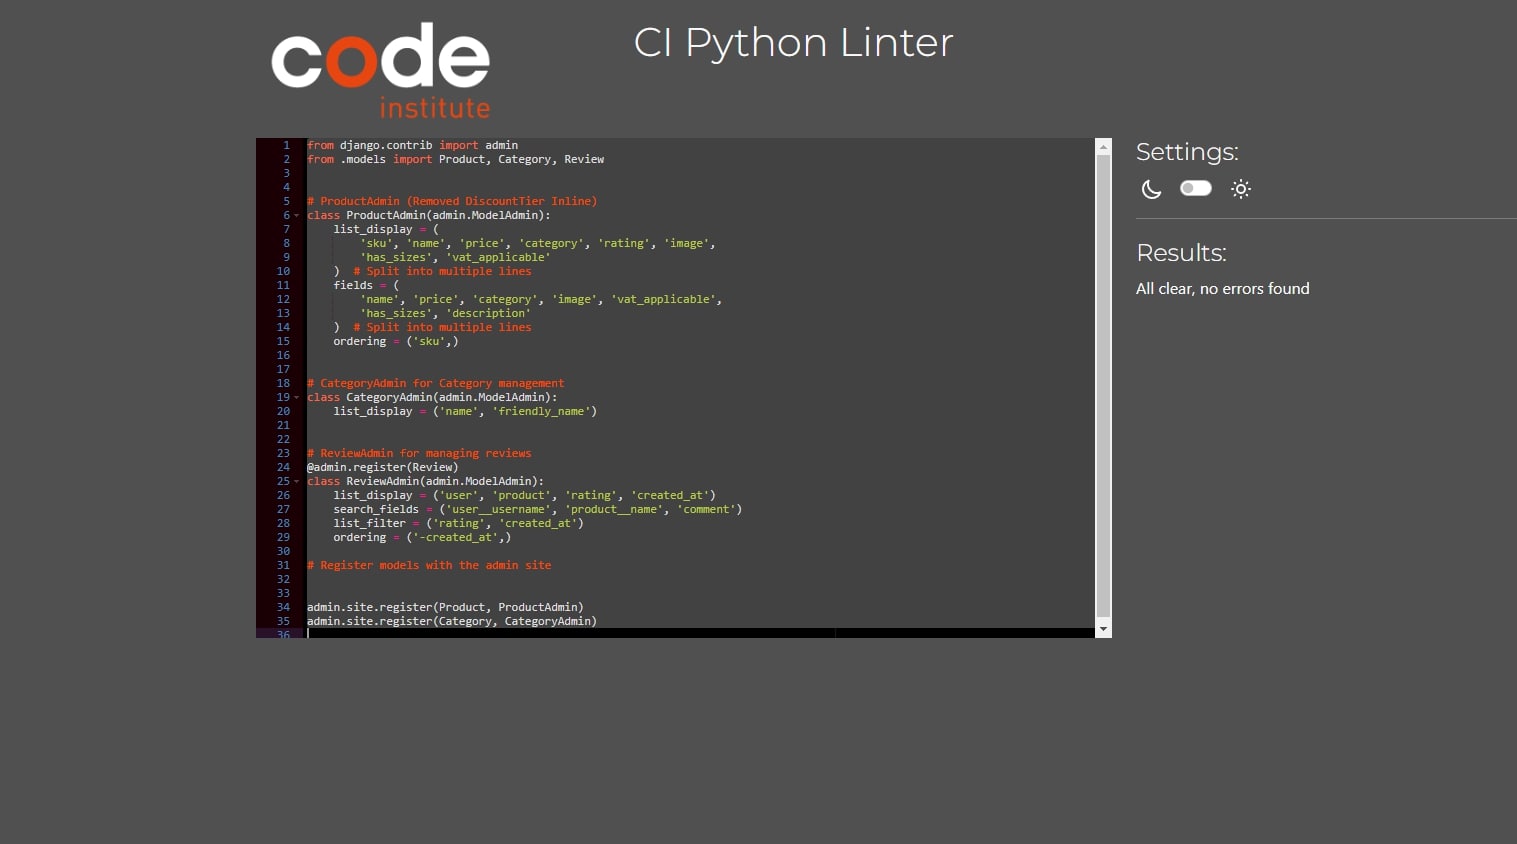 code
institute
CI Python Linter
1 from django.contrib import admin
2 from .models import Product, Category, Review
3
4
5 # ProductAdmin (Removed DiscountTier Inline)
6 class ProductAdmin(admin.ModelAdmin):
7     list_display = (
8         'sku', 'name', 'price', 'category', 'rating', 'image',
9         'has_sizes', 'vat_applicable'
10     )  # Split into multiple lines
11     fields = (
12         'name', 'price', 'category', 'image', 'vat_applicable',
13         'has_sizes', 'description'
14     )  # Split into multiple lines
15     ordering = ('sku',)
16
17
18 # CategoryAdmin for Category management
19 class CategoryAdmin(admin.ModelAdmin):
20     list_display = ('name', 'friendly_name')
21
22
23 # ReviewAdmin for managing reviews
24 @admin.register(Review)
25 class ReviewAdmin(admin.ModelAdmin):
26     list_display = ('user', 'product', 'rating', 'created_at')
27     search_fields = ('user__username', 'product__name', 'comment')
28     list_filter = ('rating', 'created_at')
29     ordering = ('-created_at',)
30
31 # Register models with the admin site
32
33
34 admin.site.register(Product, ProductAdmin)
35 admin.site.register(Category, CategoryAdmin)
36
Settings:
Results:
All clear, no errors found